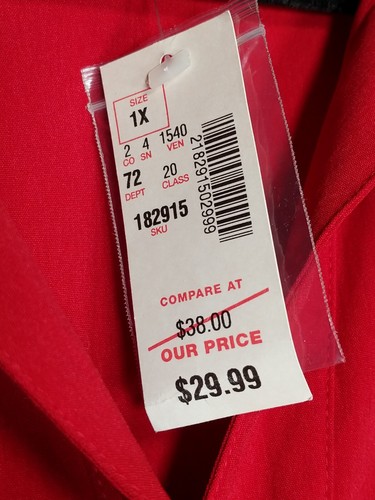 SIZE
1X
2 4 1540
CO SN VEN
72 20
DEPT CLASS
182915
SKU
218291502999
COMPARE AT
$38.00
OUR PRICE
$29.99